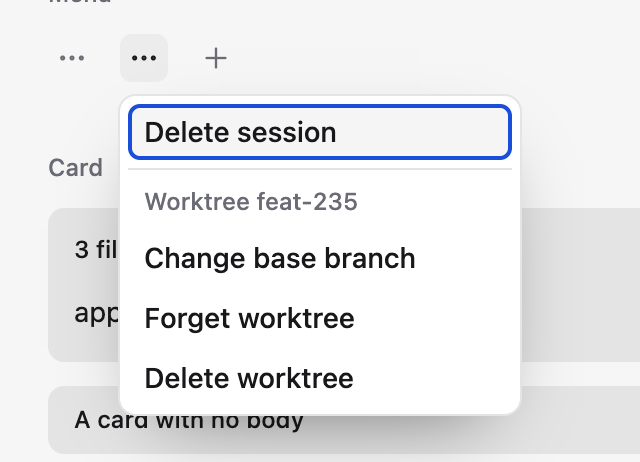 Menu
Delete session
Card
Worktree feat-235
3 fil
Change base branch
app
Forget worktree
Delete worktree
A card with no body